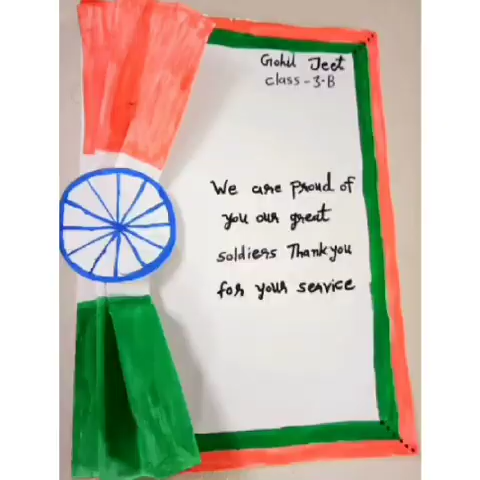 Gohil Jeet
class - 3-B
We are proud of
you our great
soldiers Thank you
for your service